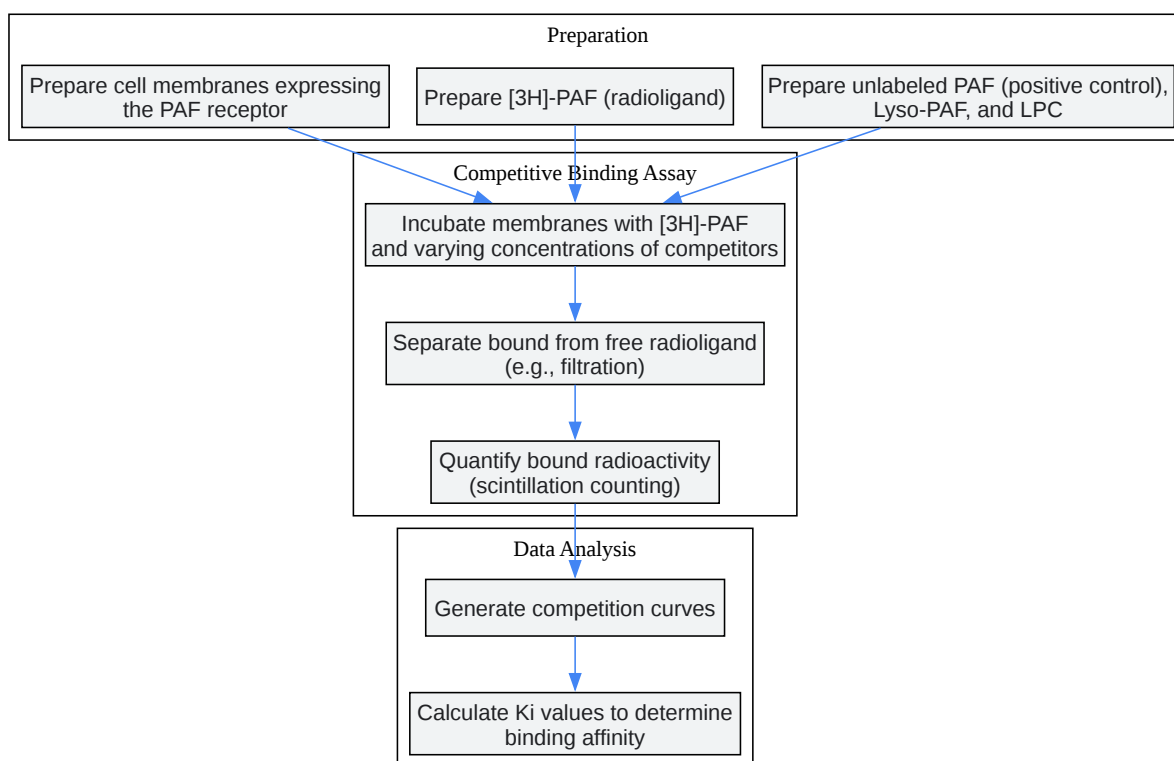 Preparation
Prepare cell membranes expressing
the PAF receptor
Prepare [3H]-PAF (radioligand)
Prepare unlabeled PAF (positive control),
Lyso-PAF, and LPC
Competitive Binding Assay
Incubate membranes with [3H]-PAF
and varying concentrations of competitors
Separate bound from free radioligand
(e.g., filtration)
Quantify bound radioactivity
(scintillation counting)
Data Analysis
Generate competition curves
Calculate Ki values to determine
binding affinity